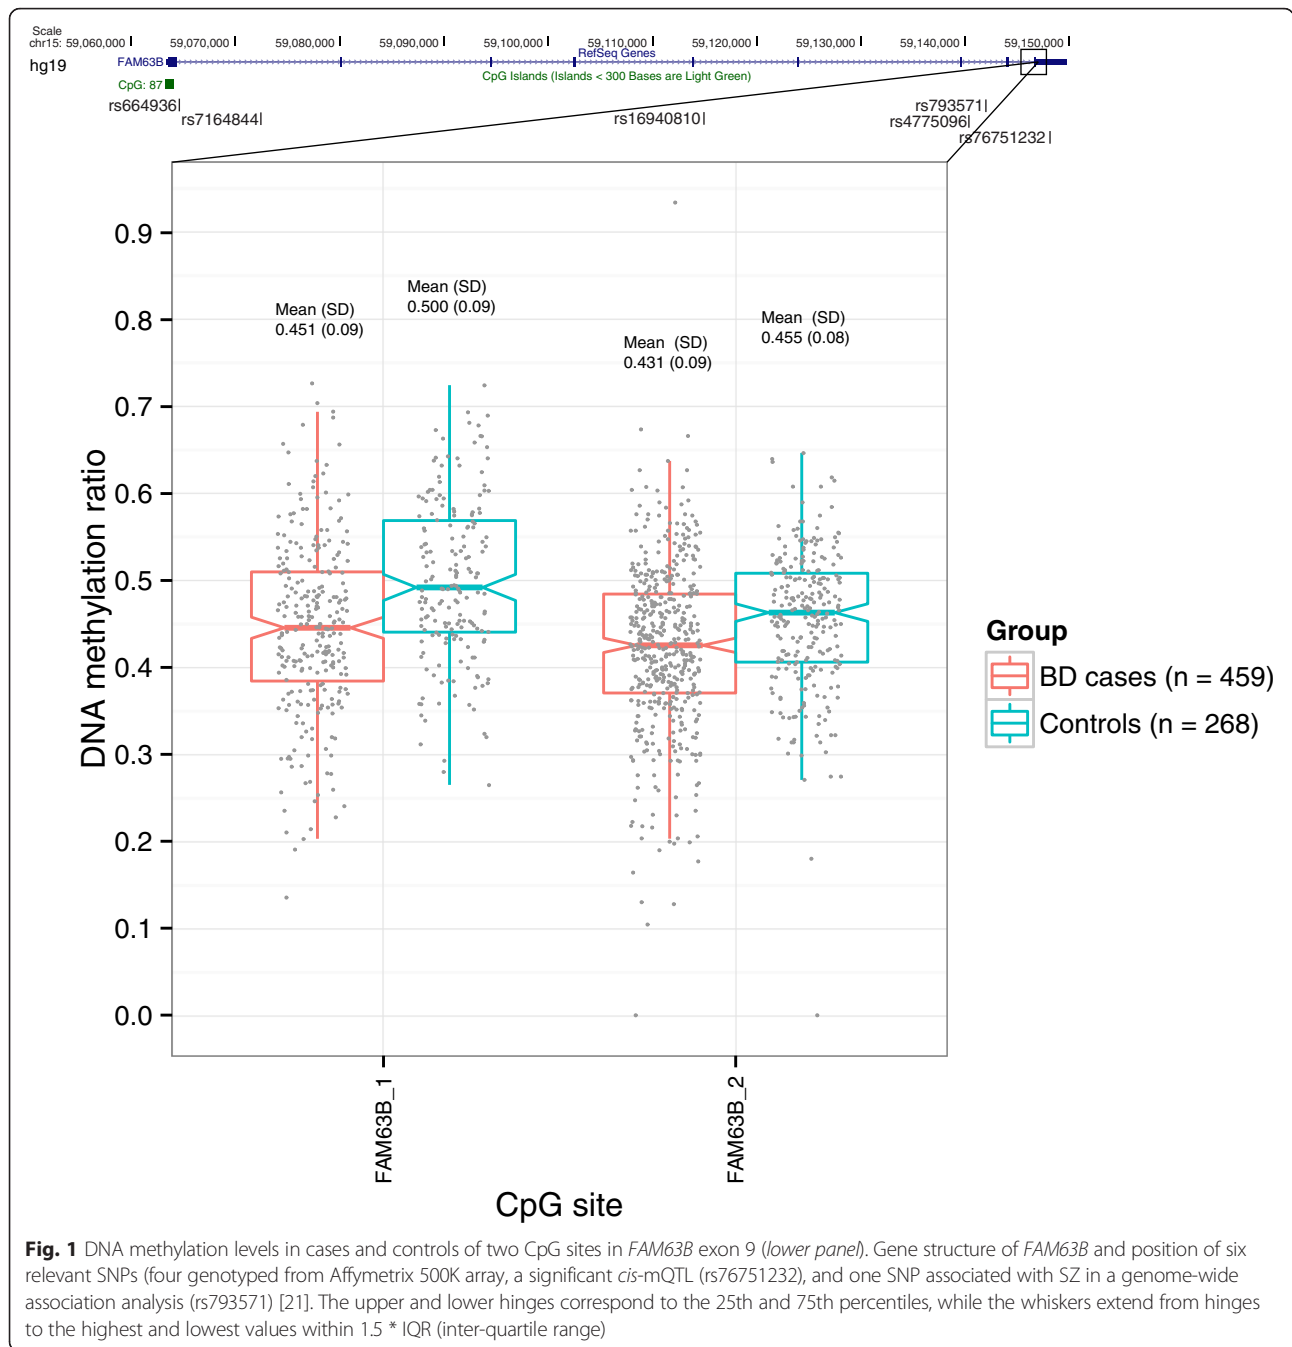 Scale
chr15: 59,060,000 59,070,000 59,080,000 59,090,000 59,100,000 59,110,000 59,120,000 59,130,000 59,140,000 59,150,000
RefSeq Genes
hg19
FAM63B
CpG Islands (Islands < 300 Bases are Light Green)
CpG: 87
rs664936
rs7164844
rs16940810
rs793571
rs4775096
rs76751232
Mean (SD)
0.451 (0.09)
Mean (SD)
0.500 (0.09)
Mean (SD)
0.431 (0.09)
Mean (SD)
0.455 (0.08)
DNA methylation ratio
0.9
0.8
0.7
0.6
0.5
0.4
0.3
0.2
0.1
0.0
FAM63B_1
FAM63B_2
CpG site
Group
BD cases (n = 459)
Controls (n = 268)
Fig. 1 DNA methylation levels in cases and controls of two CpG sites in FAM63B exon 9 (lower panel). Gene structure of FAM63B and position of six
relevant SNPs (four genotyped from Affymetrix 500K array, a significant cis-mQTL (rs76751232), and one SNP associated with SZ in a genome-wide
association analysis (rs793571) [21]. The upper and lower hinges correspond to the 25th and 75th percentiles, while the whiskers extend from hinges
to the highest and lowest values within 1.5 * IQR (inter-quartile range)